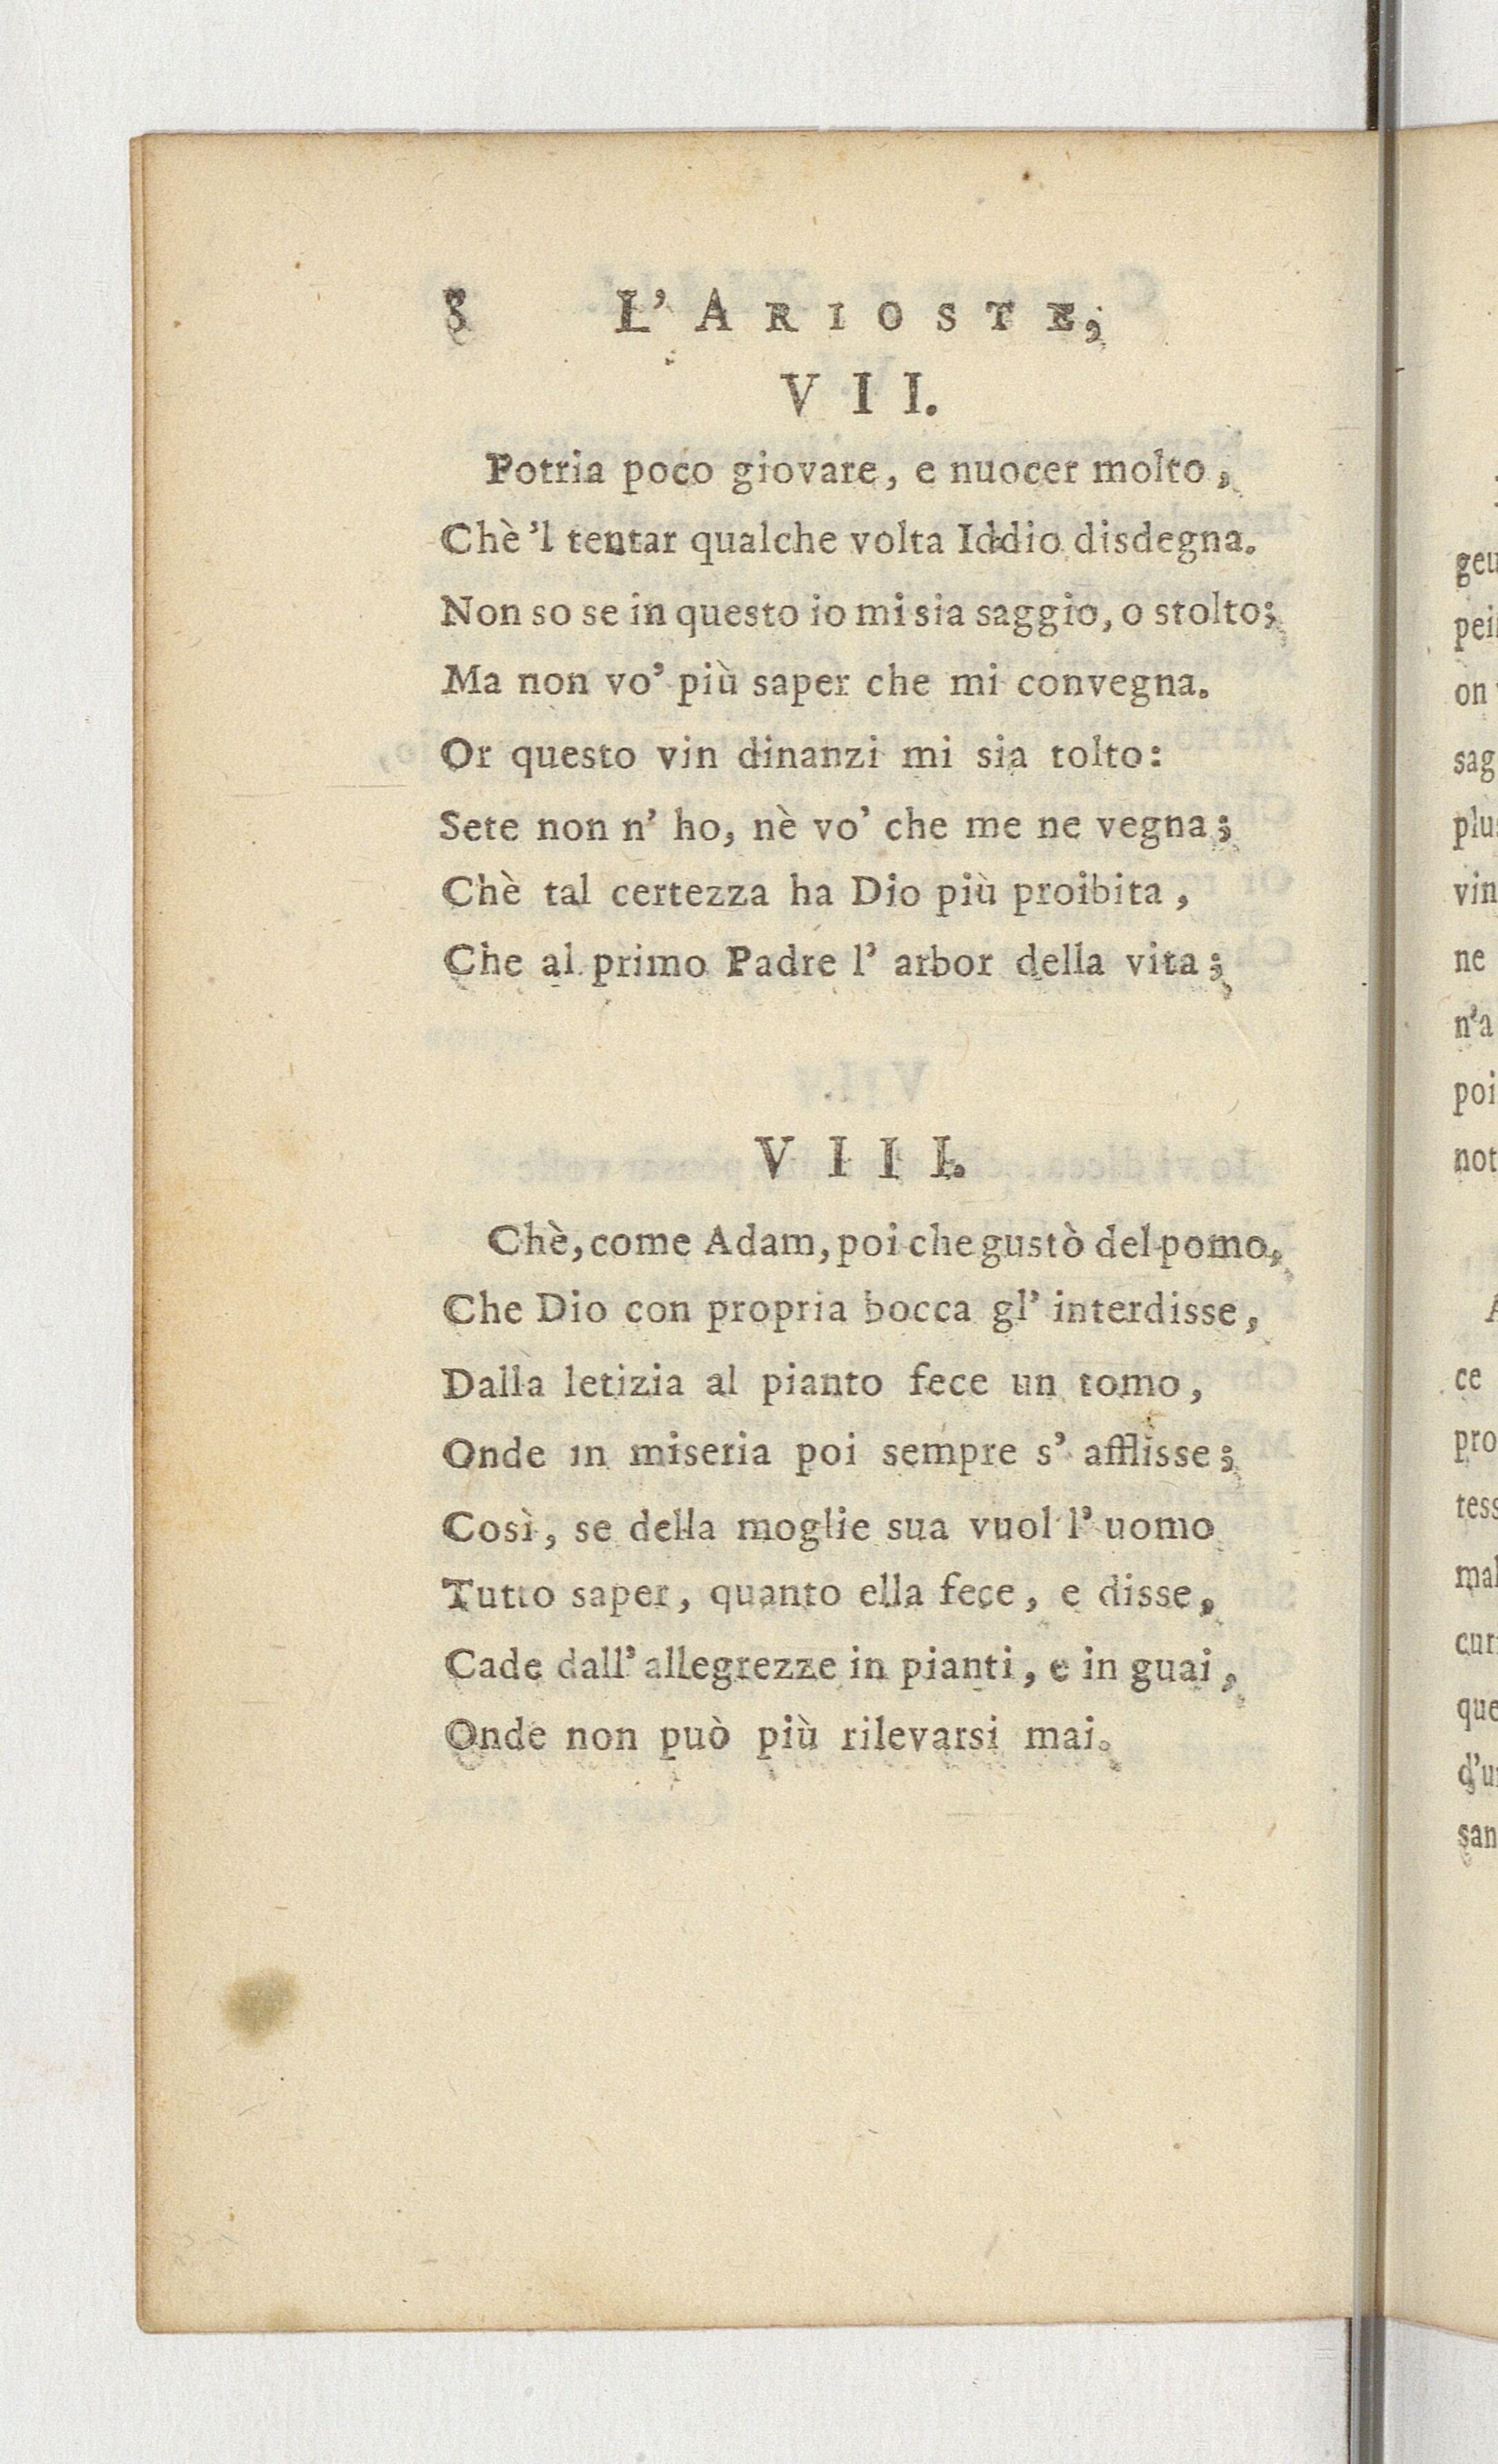 8 L'ARIOSTE,
VII.
Potria poco giovare, e nuocer molto,
Chè 'l tentar qualche volta Iddio disdegna.
Non so se in questo io mi sia saggio, o stolto;
Ma non vo' più saper che mi convegna.
Or questo vin dinanzi mi sia tolto:
Sete non n' ho, nè vo' che me ne vegna;
Chè tal certezza ha Dio più proibita,
Che al primo Padre l' arbor della vita;
VIII.
Chè, come Adam, poi che gustò del pomo,
Che Dio con propria bocca gl' interdisse,
Dalla letizia al pianto fece un tomo,
Onde in miseria poi sempre s' afflisse;
Così, se della moglie sua vuol l' uomo
Tutto saper, quanto ella fece, e disse,
Cade dall' allegrezze in pianti, e in guai,
Onde non può più rilevarsi mai.
geu
pei
on
sag
plu
vin
ne
n'a
poi
not
ce
pro
tess
mal
cur
que
d'u
san